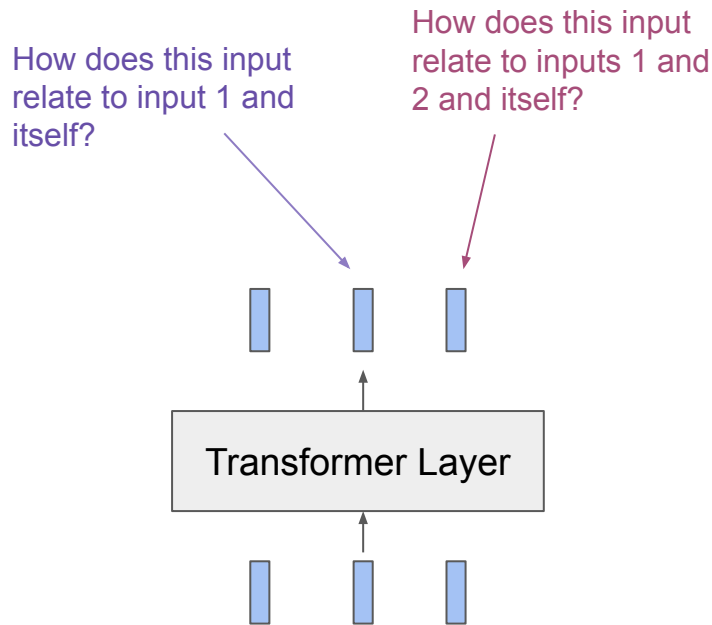 How does this input
relate to input 1 and
itself?
How does this input
relate to inputs 1 and
2 and itself?
Transformer Layer